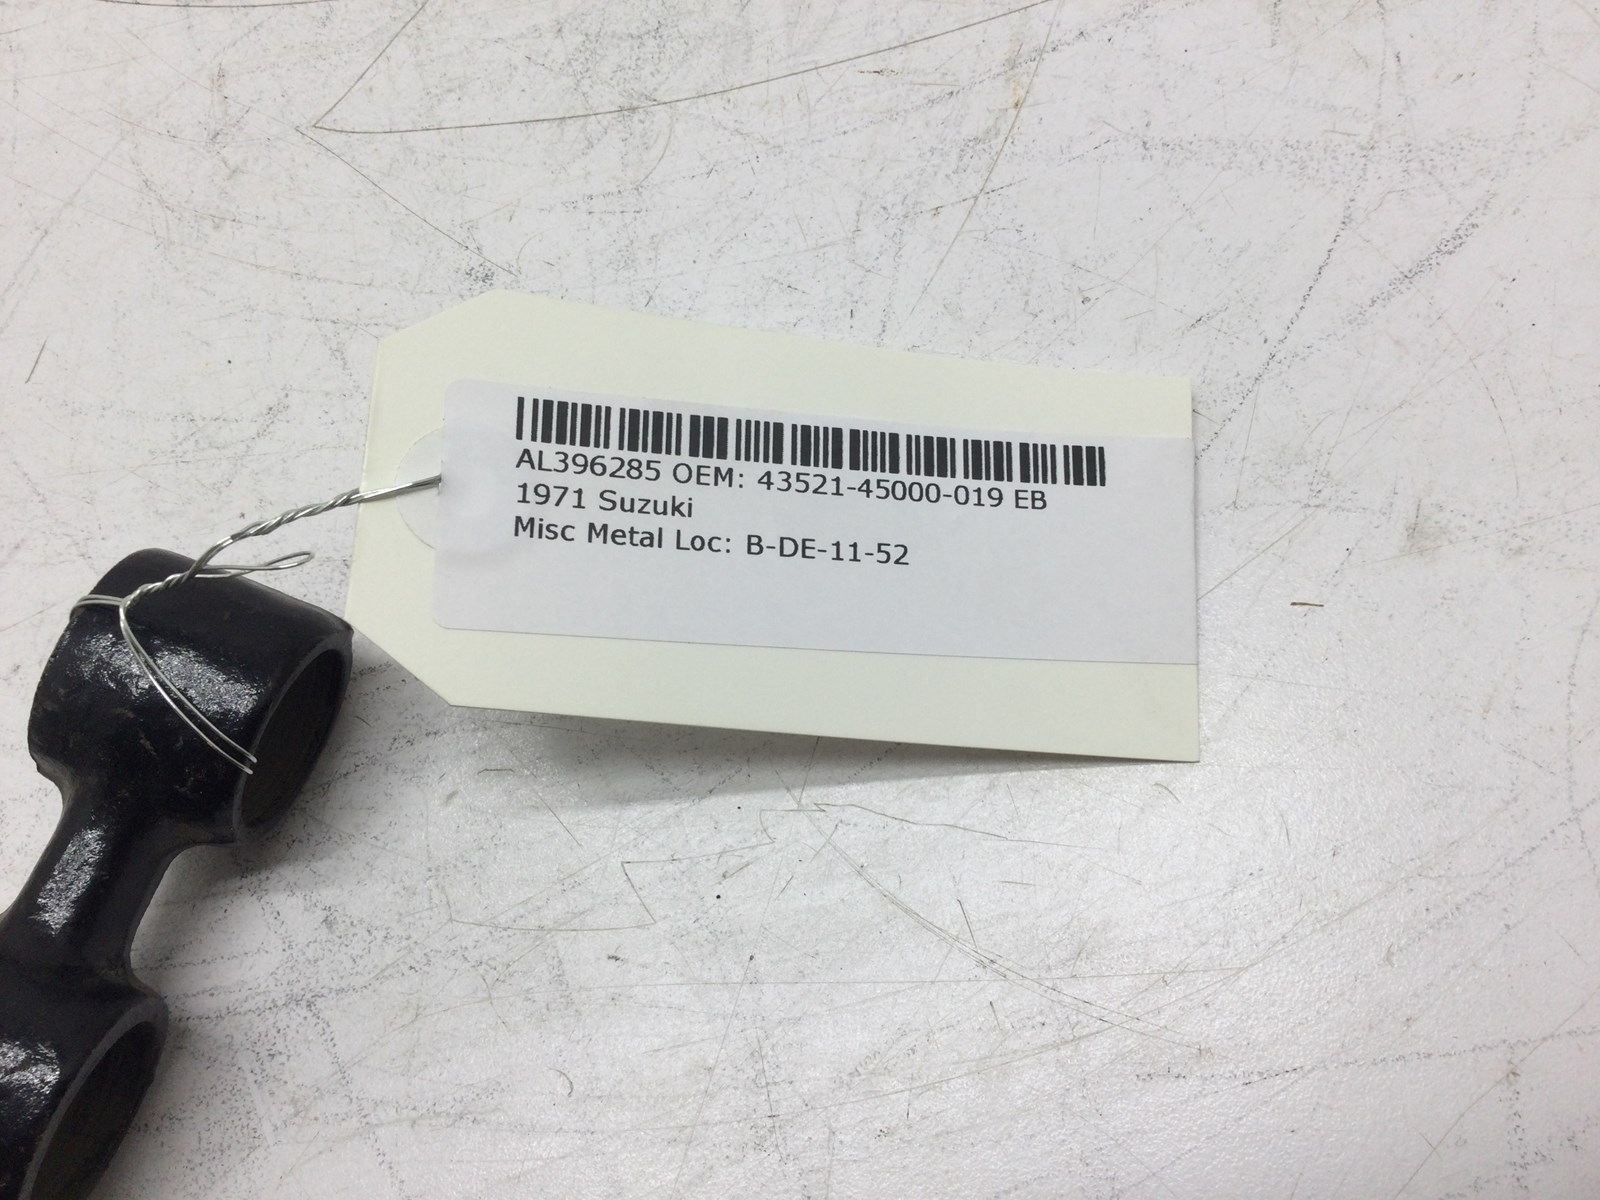 AL396285 OEM: 43521-45000-019 EB
1971 Suzuki
Misc Metal Loc: B-DE-11-52